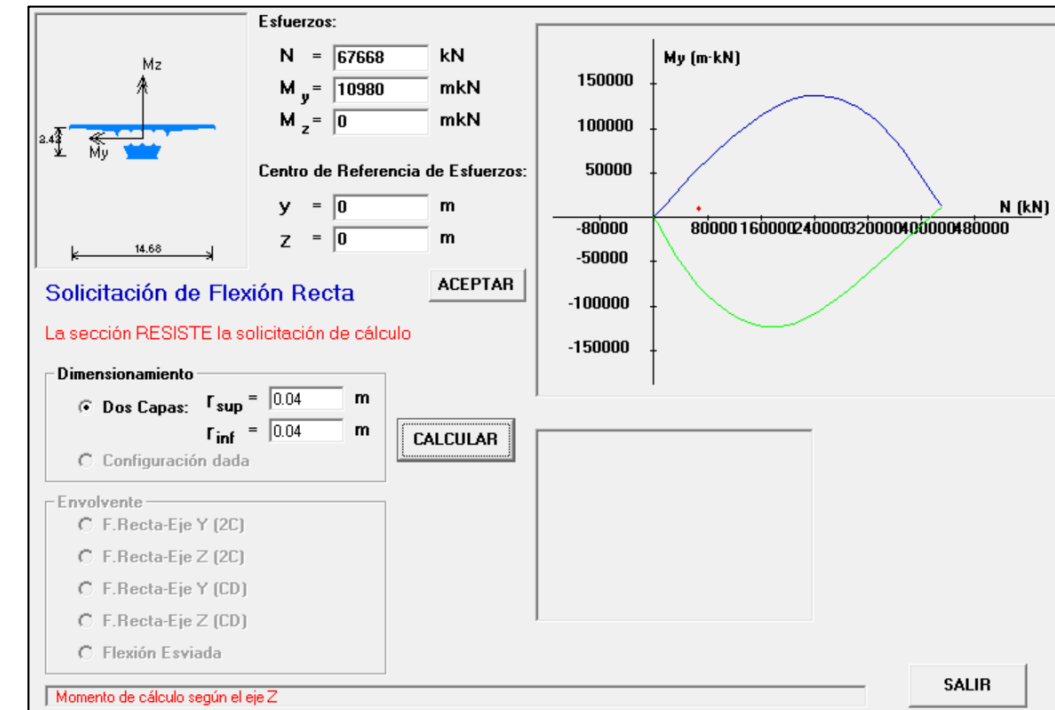 Mz
My
2.43
14.68
Esfuerzos:
N = 67668 kN
M y = 10980 mkN
M z = 0 mkN
Centro de Referencia de Esfuerzos:
y = 0 m
z = 0 m
ACEPTAR
Solicitación de Flexión Recta
La sección RESISTE la solicitación de cálculo
My (m·kN)
150000
100000
50000
N (kN)
-80000 80000 160000 240000 320000 400000 480000
-50000
-100000
-150000
Dimensionamiento
Dos Capas: r sup = 0.04 m
r inf = 0.04 m
Configuración dada
CALCULAR
Envolvente
F.Recta-Eje Y (2C)
F.Recta-Eje Z (2C)
F.Recta-Eje Y (CD)
F.Recta-Eje Z (CD)
Flexión Esviada
SALIR
Momento de cálculo según el eje Z